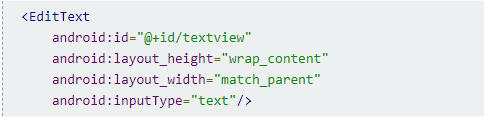 <EditText
android:id="@+id/textview"
android:layout_height="wrap_content"
android:layout_width="match_parent"
android:inputType="text"/>